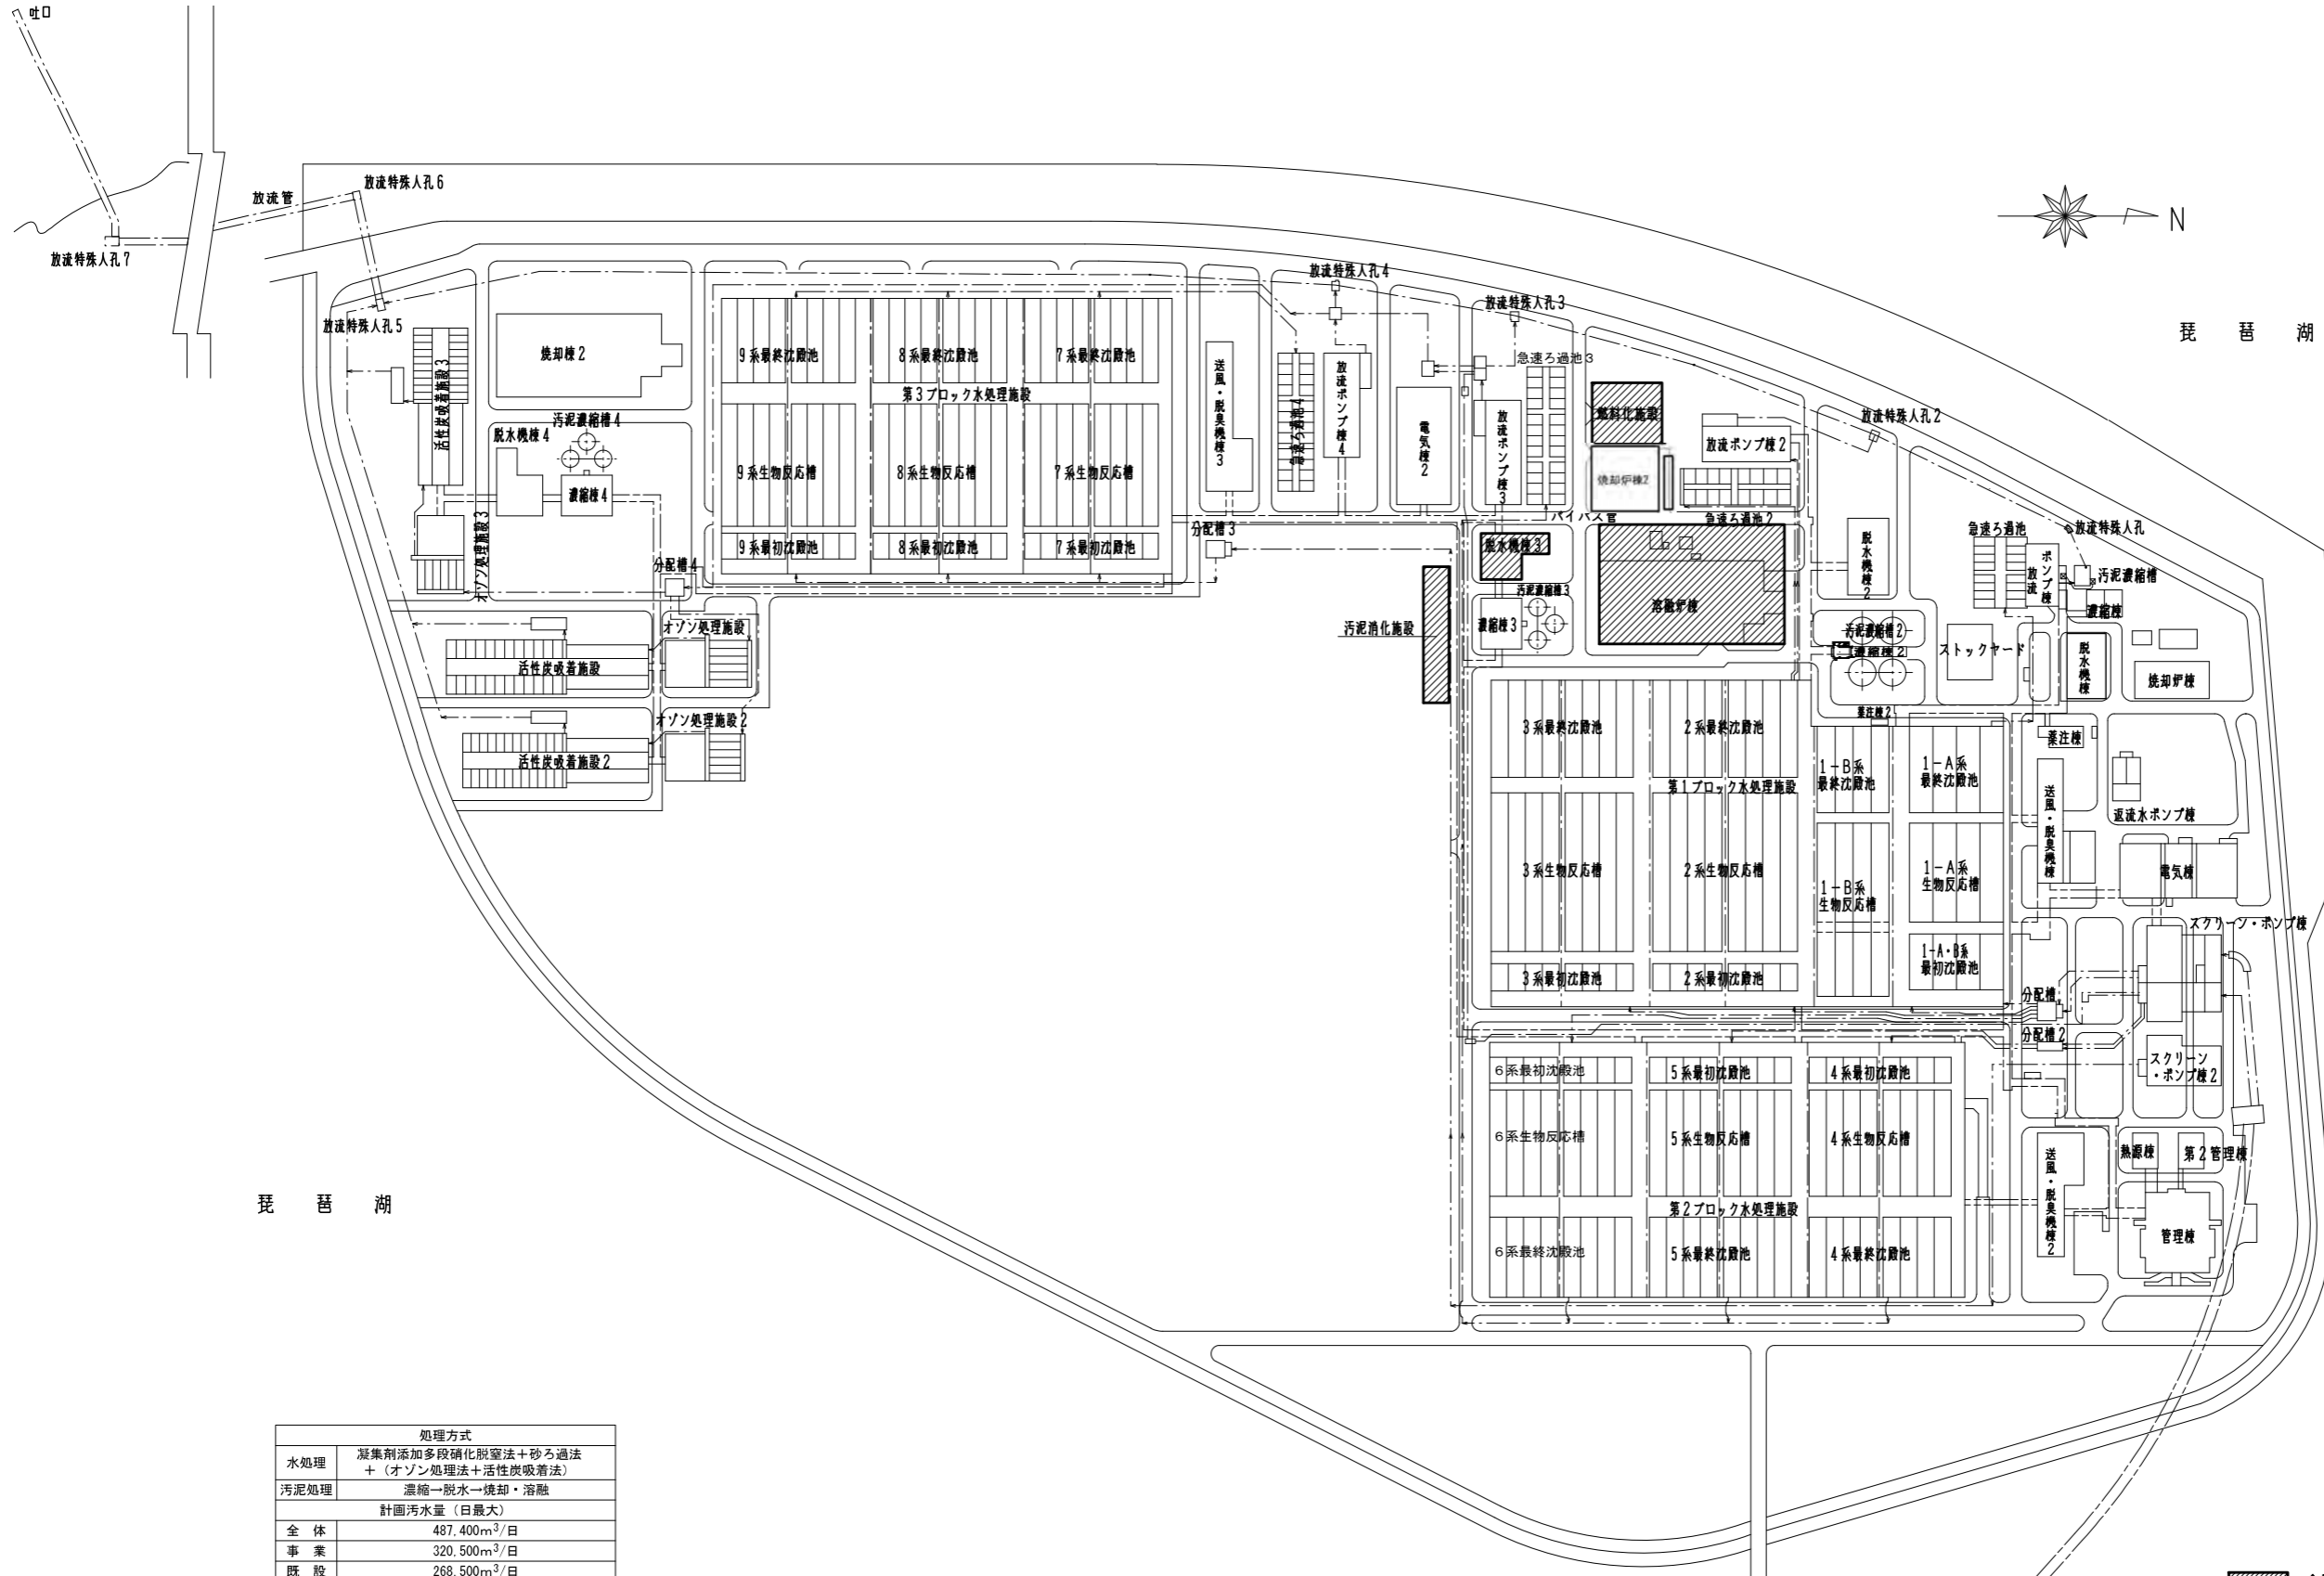 吐口
放流管
放流特殊人孔6
放流特殊人孔7
放流特殊人孔5
N
琵琶湖
活性炭吸着施設3
焼却棟2
脱水機棟4
汚泥濃縮槽4
濃縮棟4
オゾン処理施設3
分配槽4
オゾン処理施設
活性炭吸着施設
オゾン処理施設2
活性炭吸着施設2
9系最終沈殿池
8系最終沈殿池
7系最終沈殿池
第3ブロック水処理施設
9系生物反応槽
8系生物反応槽
7系生物反応槽
9系最初沈殿池
8系最初沈殿池
7系最初沈殿池
送風・脱臭機棟3
分配槽3
急速ろ過池4
放流特殊人孔4
放流ポンプ棟4
電気棟2
放流特殊人孔3
放流ポンプ棟3
急速ろ過池3
燃料化施設
焼却炉棟2
放流ポンプ棟2
急速ろ過池2
バイパス管
放流特殊人孔2
脱水機棟3
汚泥濃縮槽3
濃縮棟3
汚泥消化施設
溶融炉棟
脱水機棟2
汚泥濃縮槽2
濃縮棟2
薬注棟2
急速ろ過池
放流
ポンプ棟
放流特殊人孔
汚泥濃縮槽
濃縮棟
ストックヤード
脱水機棟
焼却炉棟
薬注棟
送風・脱臭機棟
返流水ポンプ棟
電気棟
スクリーン・ポンプ棟
3系最終沈殿池
2系最終沈殿池
1-B系
最終沈殿池
1-A系
最終沈殿池
第1ブロック水処理施設
3系生物反応槽
2系生物反応槽
1-B系
生物反応槽
1-A系
生物反応槽
3系最初沈殿池
2系最初沈殿池
1-A・B系
最初沈殿池
分配槽
分配槽2
スクリーン
・ポンプ棟2
6系最初沈殿池
5系最初沈殿池
4系最初沈殿池
6系生物反応槽
5系生物反応槽
4系生物反応槽
第2ブロック水処理施設
6系最終沈殿池
5系最終沈殿池
4系最終沈殿池
送風・脱臭機棟2
熱源棟
第2管理棟
管理棟
琵琶湖
処理方式
水処理 凝集剤添加多段硝化脱窒法+砂ろ過法
+(オゾン処理法+活性炭吸着法)
汚泥処理 濃縮→脱水→焼却・溶融
計画汚水量(日最大)
全体 487,400m³/日
事業 320,500m³/日
既設 268,500m³/日